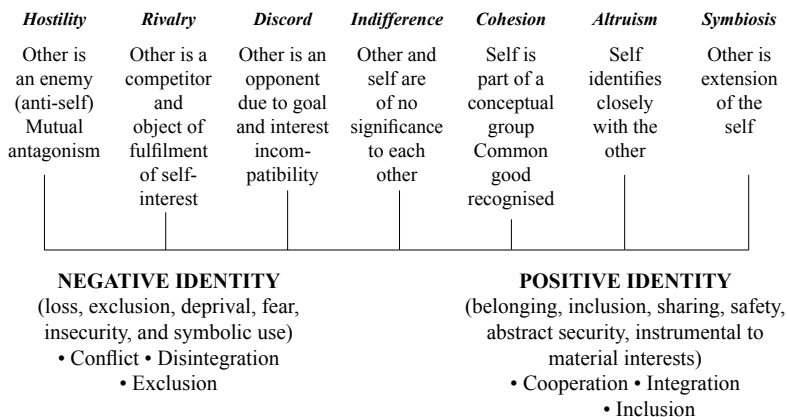 Hostility
Other is
an enemy
(anti-self)
Mutual
antagonism
Rivalry
Other is a
competitor
and
object of
fulfilment
of self-
interest
Discord
Other is an
opponent
due to goal
and interest
incom-
patibility
Indifference
Other and
self are
of no
significance
to each
other
Cohesion
Self is
part of a
conceptual
group
Common
good
recognised
Altruism
Self
identifies
closely
with the
other
Symbiosis
Other is
extension
of the
self
NEGATIVE IDENTITY
(loss, exclusion, deprival, fear,
insecurity, and symbolic use)
• Conflict • Disintegration
• Exclusion
POSITIVE IDENTITY
(belonging, inclusion, sharing, safety,
abstract security, instrumental to
material interests)
• Cooperation • Integration
• Inclusion